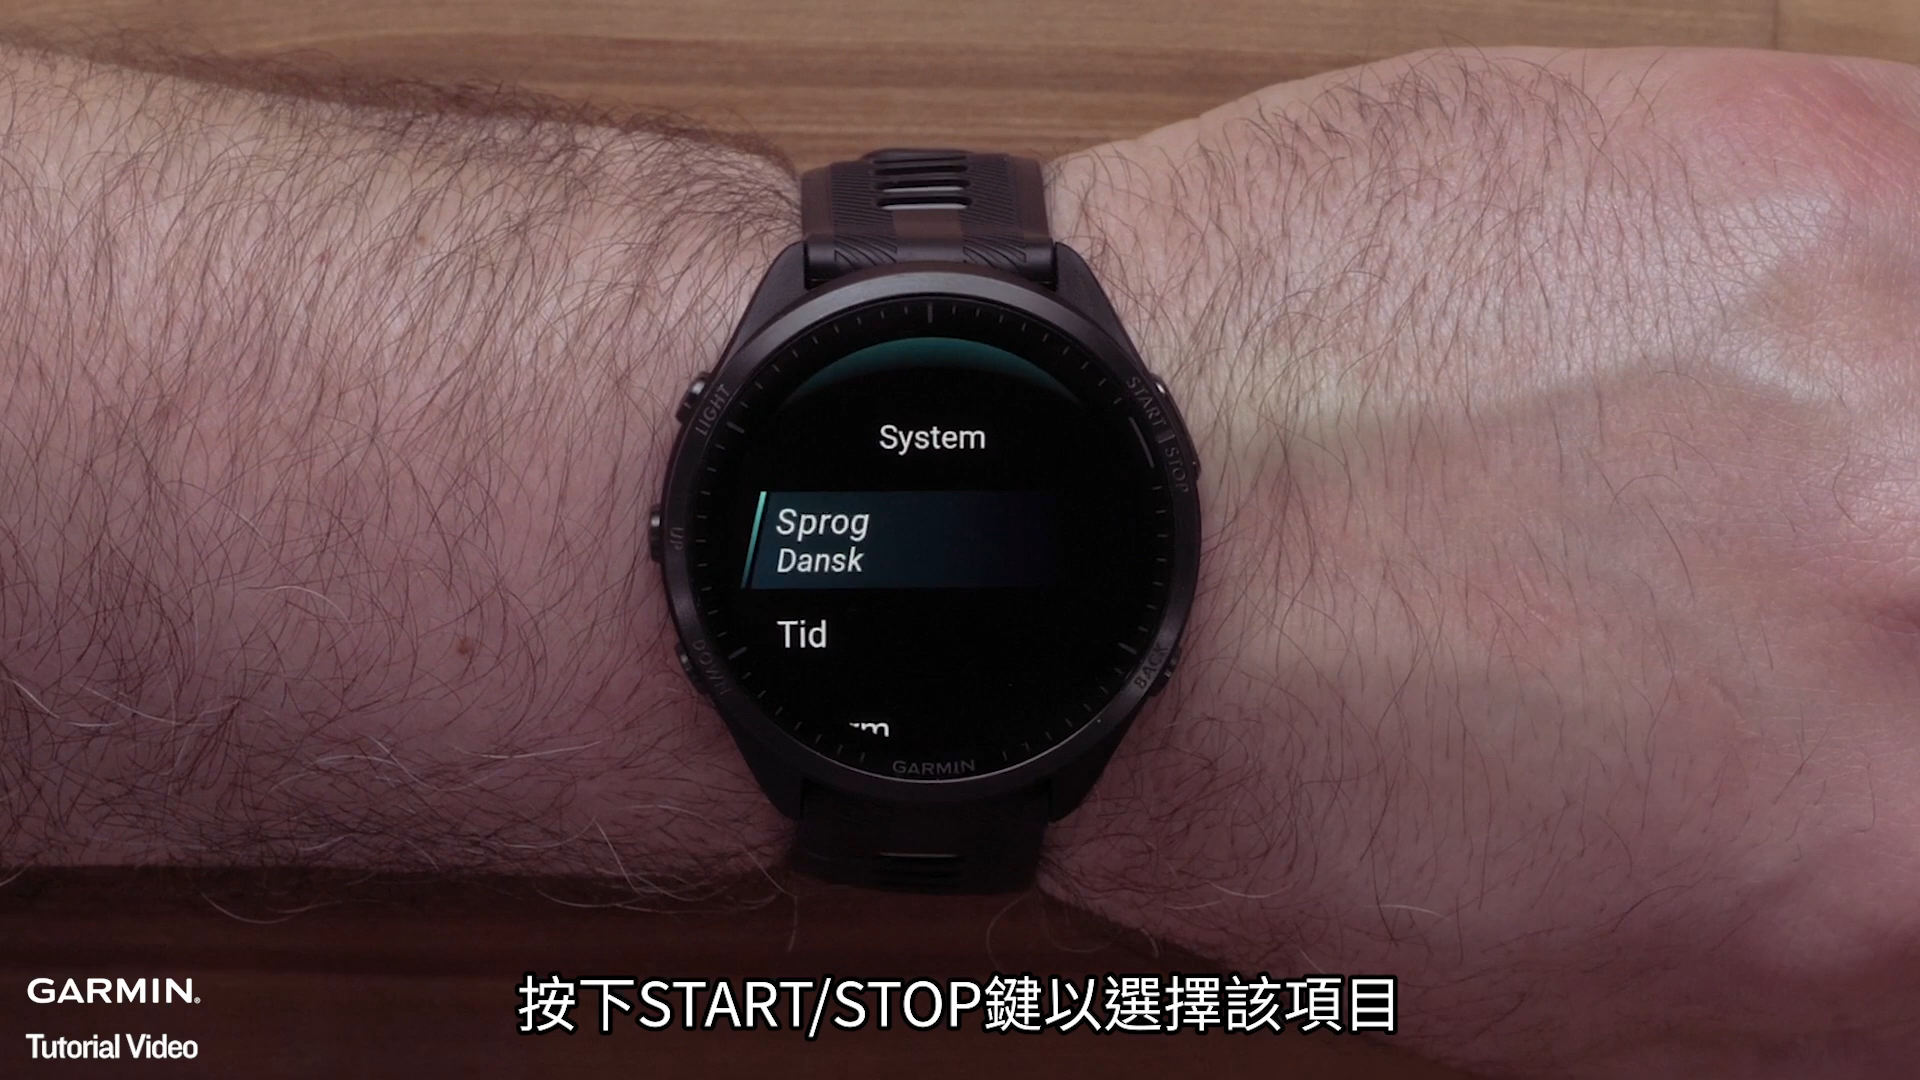 LIGHT
START | STOP
System
Sprog
Dansk
UP
Tid
DOWN
BACK
GARMIN
GARMIN®
Tutorial Video
按下START/STOP鍵以選擇該項目